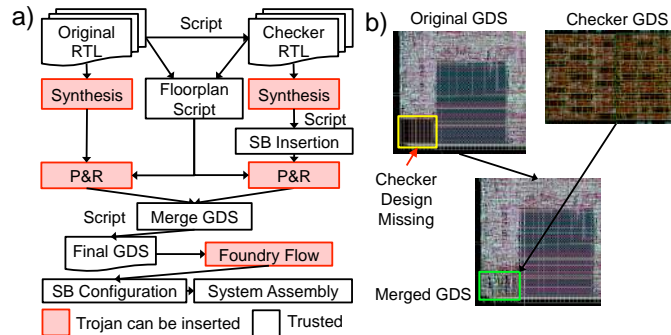 a)
Script
Original
RTL
Checker
RTL
Synthesis
Floorplan
Script
Synthesis
Script
SB Insertion
P&R
P&R
Script
Merge GDS
Final GDS
Foundry Flow
SB Configuration
System Assembly
Trojan can be inserted
Trusted
b)
Original GDS
Checker GDS
Checker
Design
Missing
Merged GDS